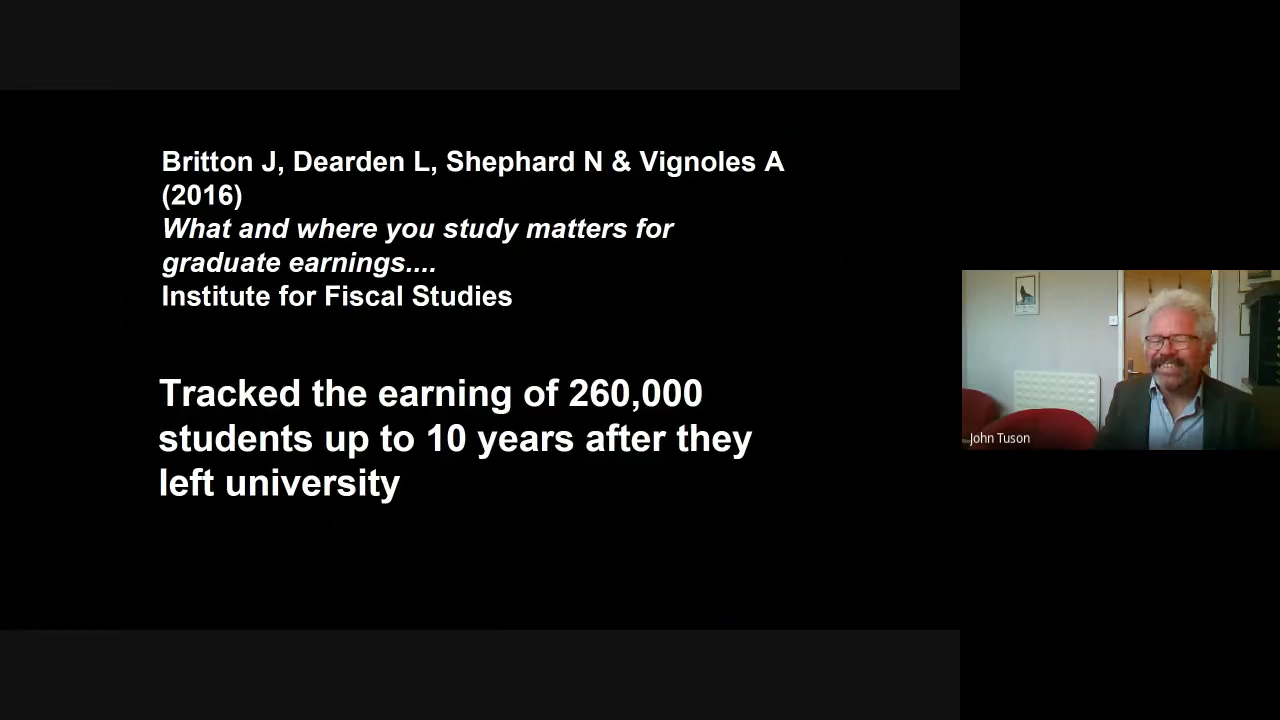 Britton J, Dearden L, Shephard N & Vignoles A
(2016)
What and where you study matters for
graduate earnings....
Institute for Fiscal Studies
Tracked the earning of 260,000
students up to 10 years after they
left university
John Tuson